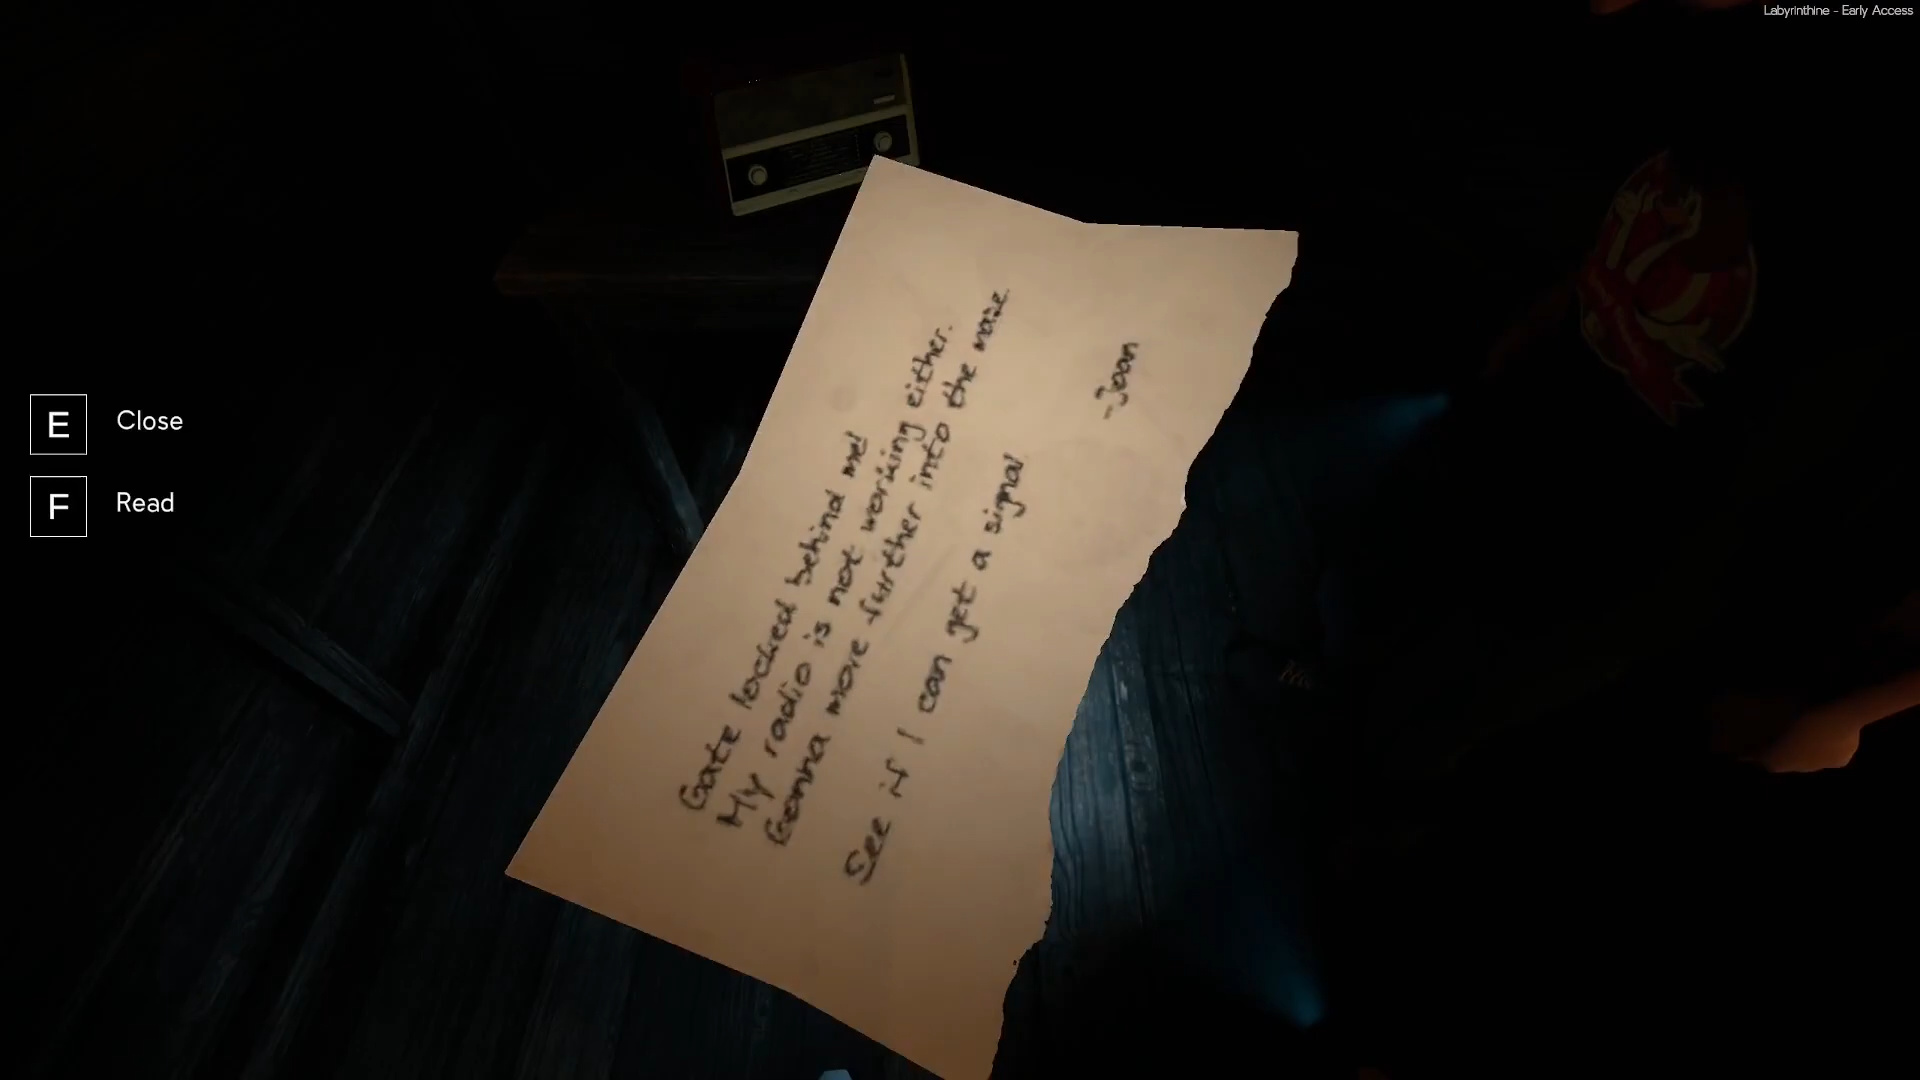 Labyrinthine - Early Access
E Close
F Read
Gate locked behind me!
My radio is not working either.
Gonna move further into the maze.
See if I can get a signal
-Joan